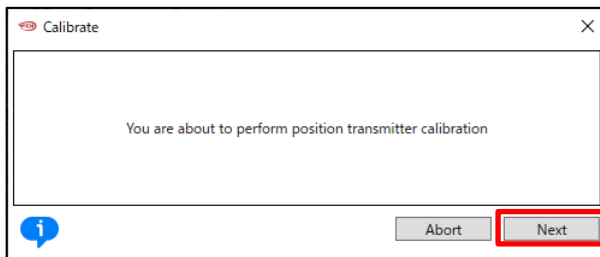 Calibrate
You are about to perform position transmitter calibration
Abort
Next